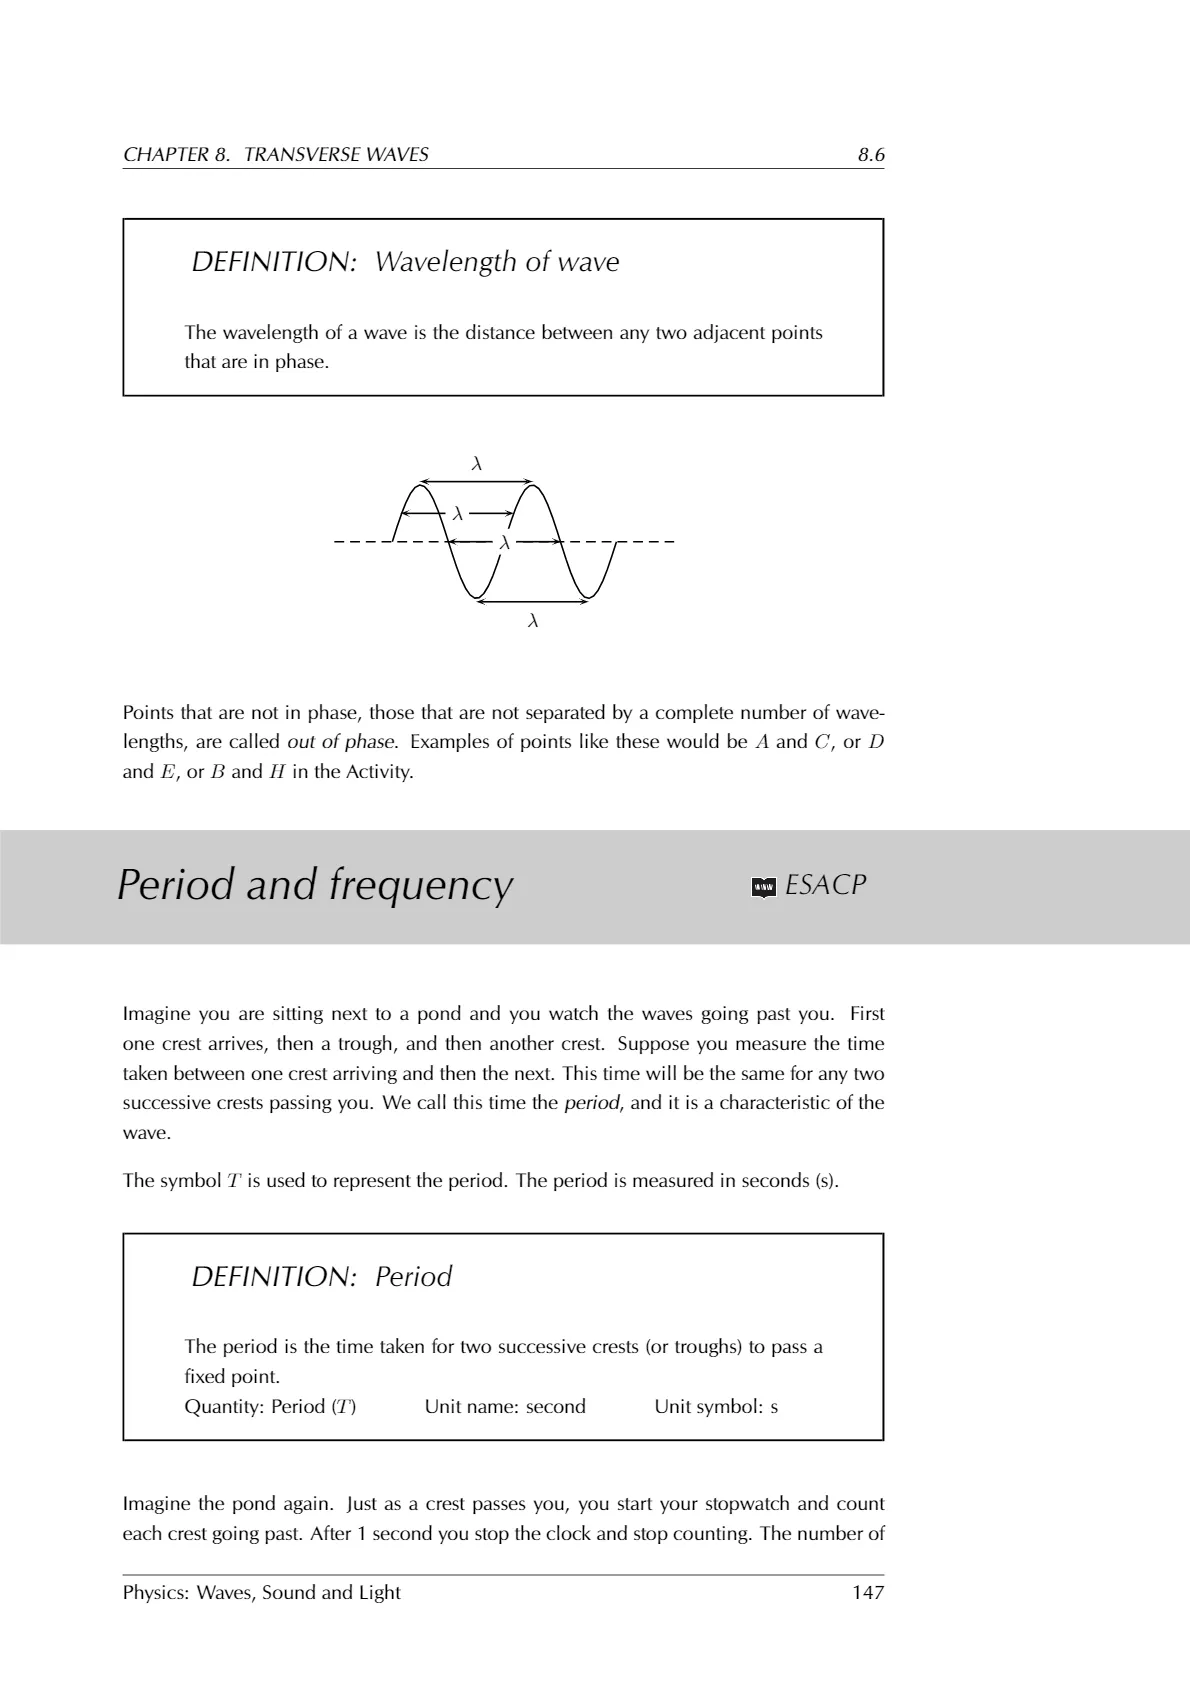 CHAPTER 8. TRANSVERSE WAVES 8.6
DEFINITION: Wavelength of wave
The wavelength of a wave is the distance between any two adjacent points
that are in phase.
λ
λ
λ
λ
Points that are not in phase, those that are not separated by a complete number of wave-
lengths, are called out of phase. Examples of points like these would be A and C, or D
and E, or B and H in the Activity.
Period and frequency WWW ESACP
Imagine you are sitting next to a pond and you watch the waves going past you. First
one crest arrives, then a trough, and then another crest. Suppose you measure the time
taken between one crest arriving and then the next. This time will be the same for any two
successive crests passing you. We call this time the period, and it is a characteristic of the
wave.
The symbol T is used to represent the period. The period is measured in seconds (s).
DEFINITION: Period
The period is the time taken for two successive crests (or troughs) to pass a
fixed point.
Quantity: Period (T) Unit name: second Unit symbol: s
Imagine the pond again. Just as a crest passes you, you start your stopwatch and count
each crest going past. After 1 second you stop the clock and stop counting. The number of
Physics: Waves, Sound and Light 147